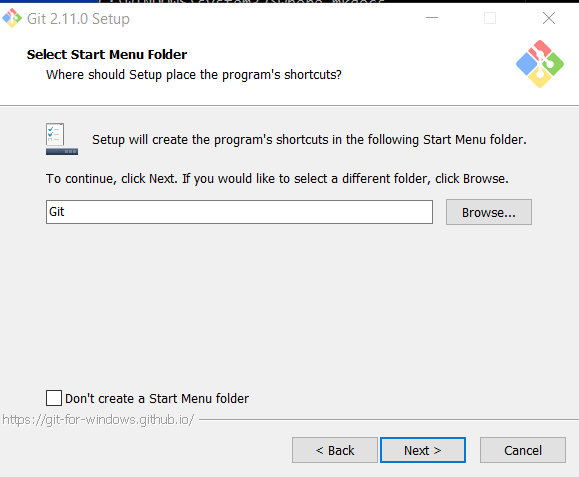 Git 2.11.0 Setup
Select Start Menu Folder
Where should Setup place the program's shortcuts?
Setup will create the program's shortcuts in the following Start Menu folder.
To continue, click Next. If you would like to select a different folder, click Browse.
Git
Browse...
Don't create a Start Menu folder
https://git-for-windows.github.io/
< Back
Next >
Cancel